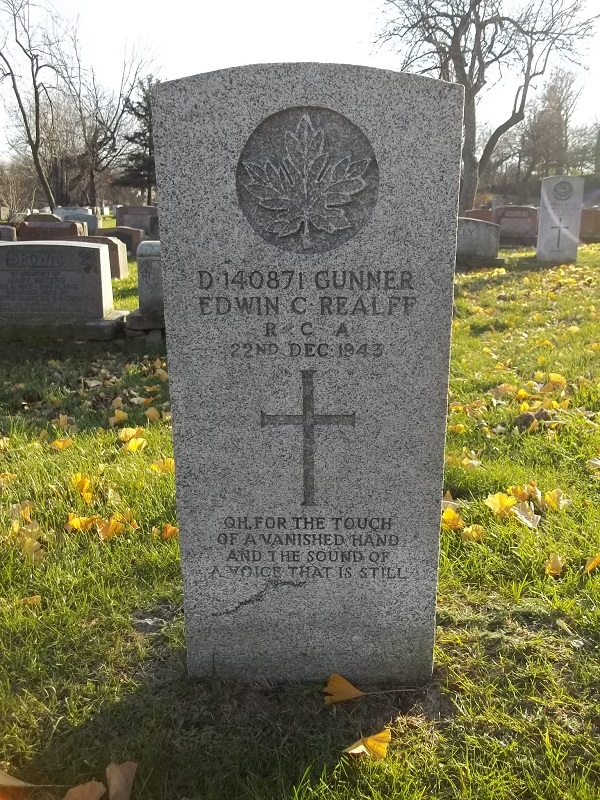 D 140871 GUNNER
EDWIN C REALFF
R C A
22ND DEC 1943
OH, FOR THE TOUCH
OF A VANISHED HAND
AND THE SOUND OF
A VOICE THAT IS STILL